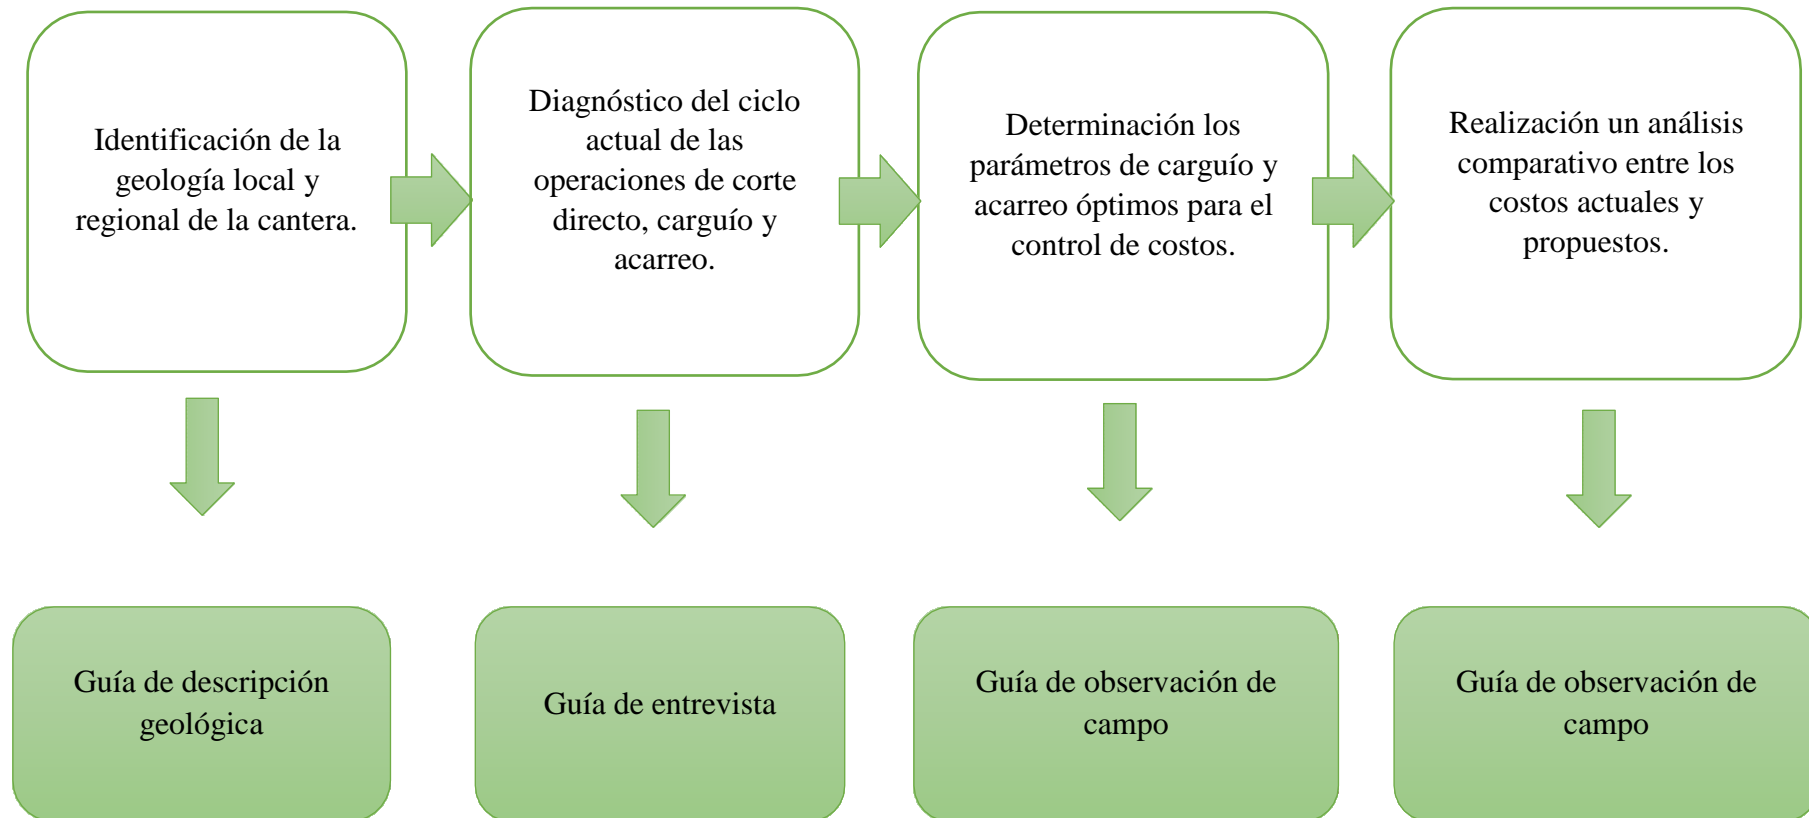 Identificación de la
geología local y
regional de la cantera.
Diagnóstico del ciclo
actual de las
operaciones de corte
directo, carguío y
acarreo.
Determinación los
parámetros de carguío y
acarreo óptimos para el
control de costos.
Realización un análisis
comparativo entre los
costos actuales y
propuestos.
Guía de descripción
geológica
Guía de entrevista
Guía de observación de
campo
Guía de observación de
campo